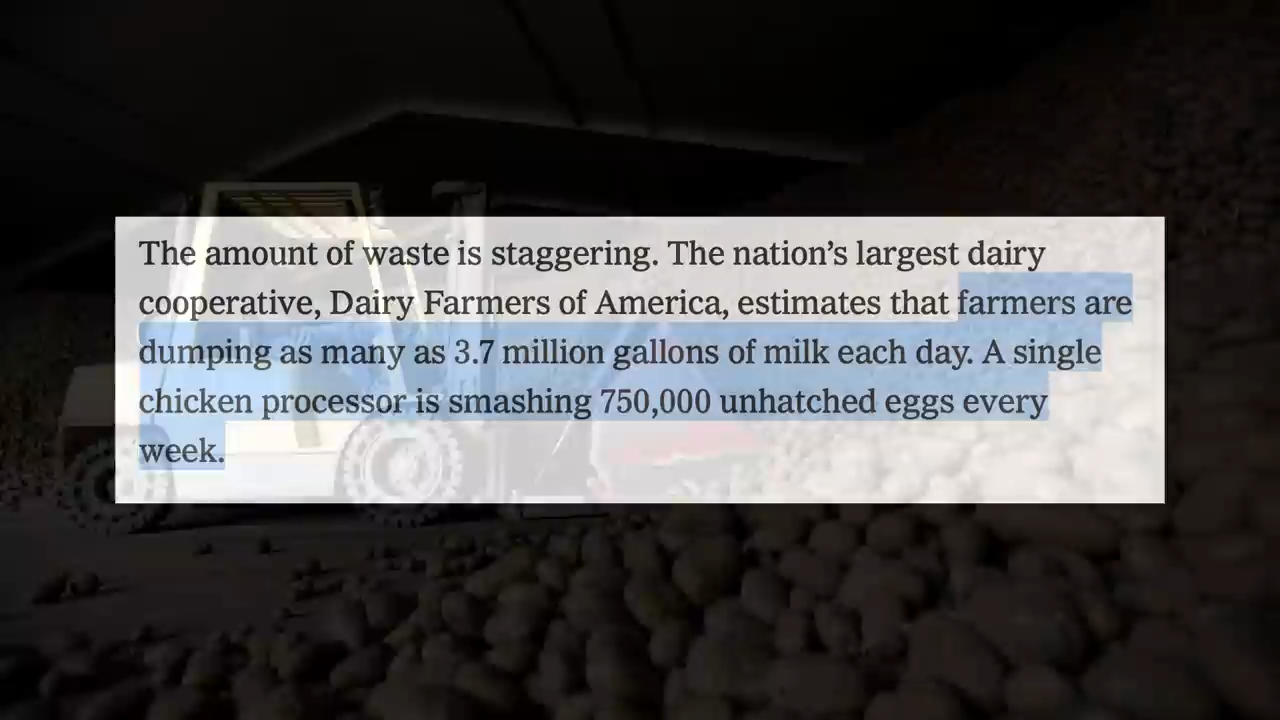 The amount of waste is staggering. The nation’s largest dairy
cooperative, Dairy Farmers of America, estimates that farmers are
dumping as many as 3.7 million gallons of milk each day. A single
chicken processor is smashing 750,000 unhatched eggs every
week.